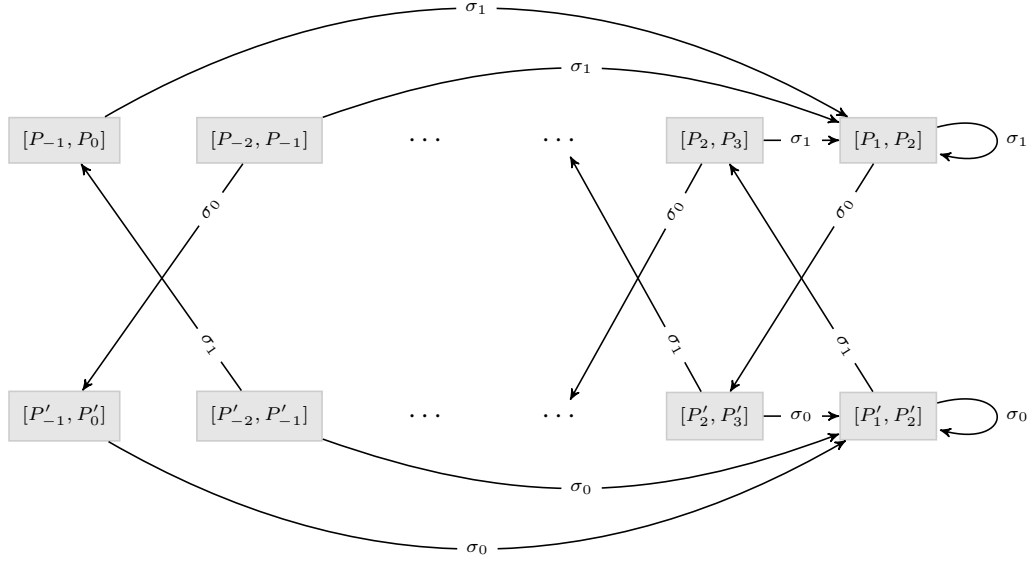 σ₁
σ₁
[P₋₁, P₀] [P₋₂, P₋₁] ⋯ ⋯ [P₂, P₃] σ₁ [P₁, P₂] σ₁
σ₀ σ₀ σ₀
σ₁ σ₁ σ₁
[P′₋₁, P′₀] [P′₋₂, P′₋₁] ⋯ ⋯ [P′₂, P′₃] σ₀ [P′₁, P′₂] σ₀
σ₀
σ₀